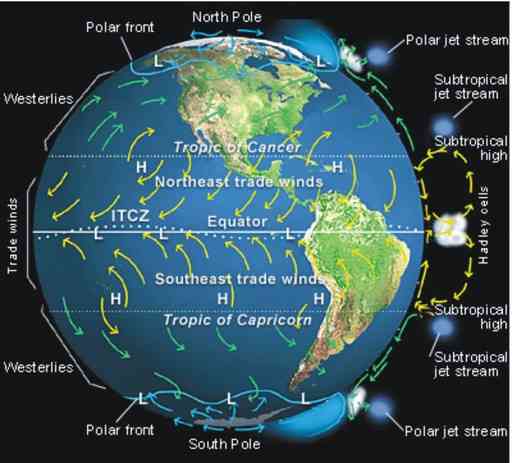 North Pole
Polar front
L
L
Polar jet stream
Westerlies
Subtropical
jet stream
Tropic of Cancer
Subtropical
high
H
H
Northeast trade winds
Trade winds
ITCZ
Equator
L
L
L
Hadley cells
Southeast trade winds
H
H
H
Tropic of Capricorn
Subtropical
high
Westerlies
Subtropical
jet stream
L
L
L
Polar front
South Pole
Polar jet stream